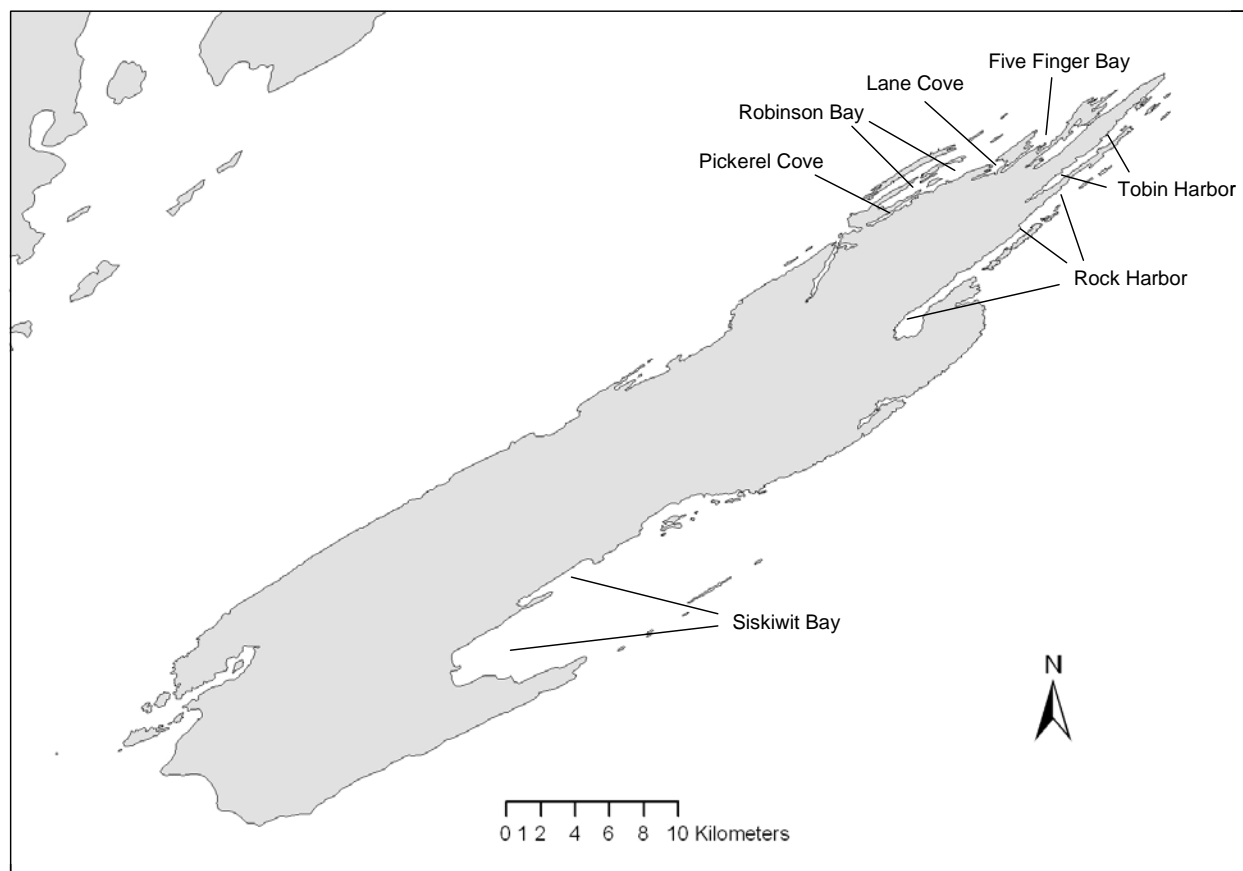 Five Finger Bay
Lane Cove
Robinson Bay
Pickerel Cove
Tobin Harbor
Rock Harbor
Siskiwit Bay
N
0 1 2 4 6 8 10 Kilometers